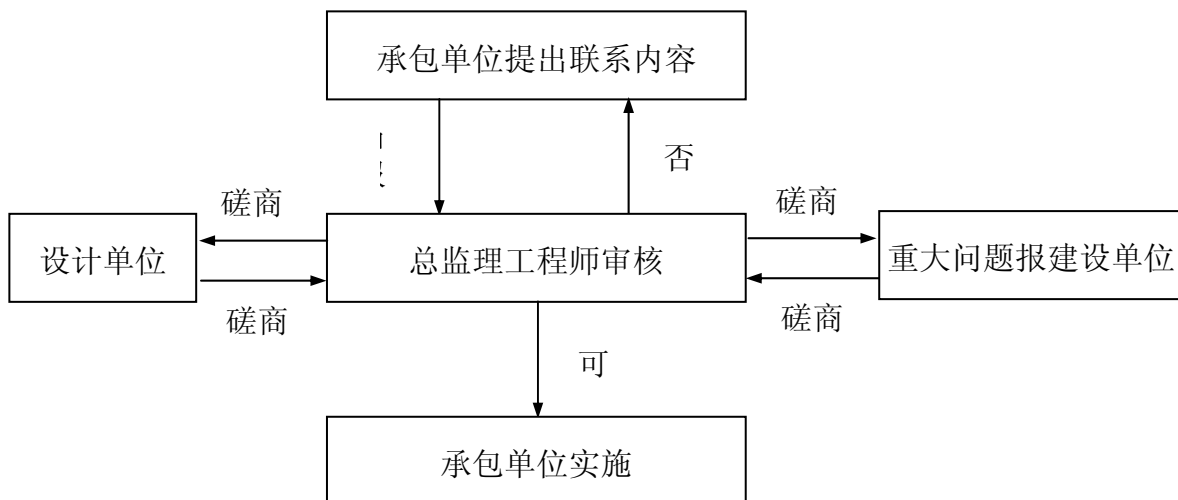 承包单位提出联系内容
否
磋商
磋商
设计单位
总监理工程师审核
重大问题报建设单位
磋商
磋商
可
承包单位实施